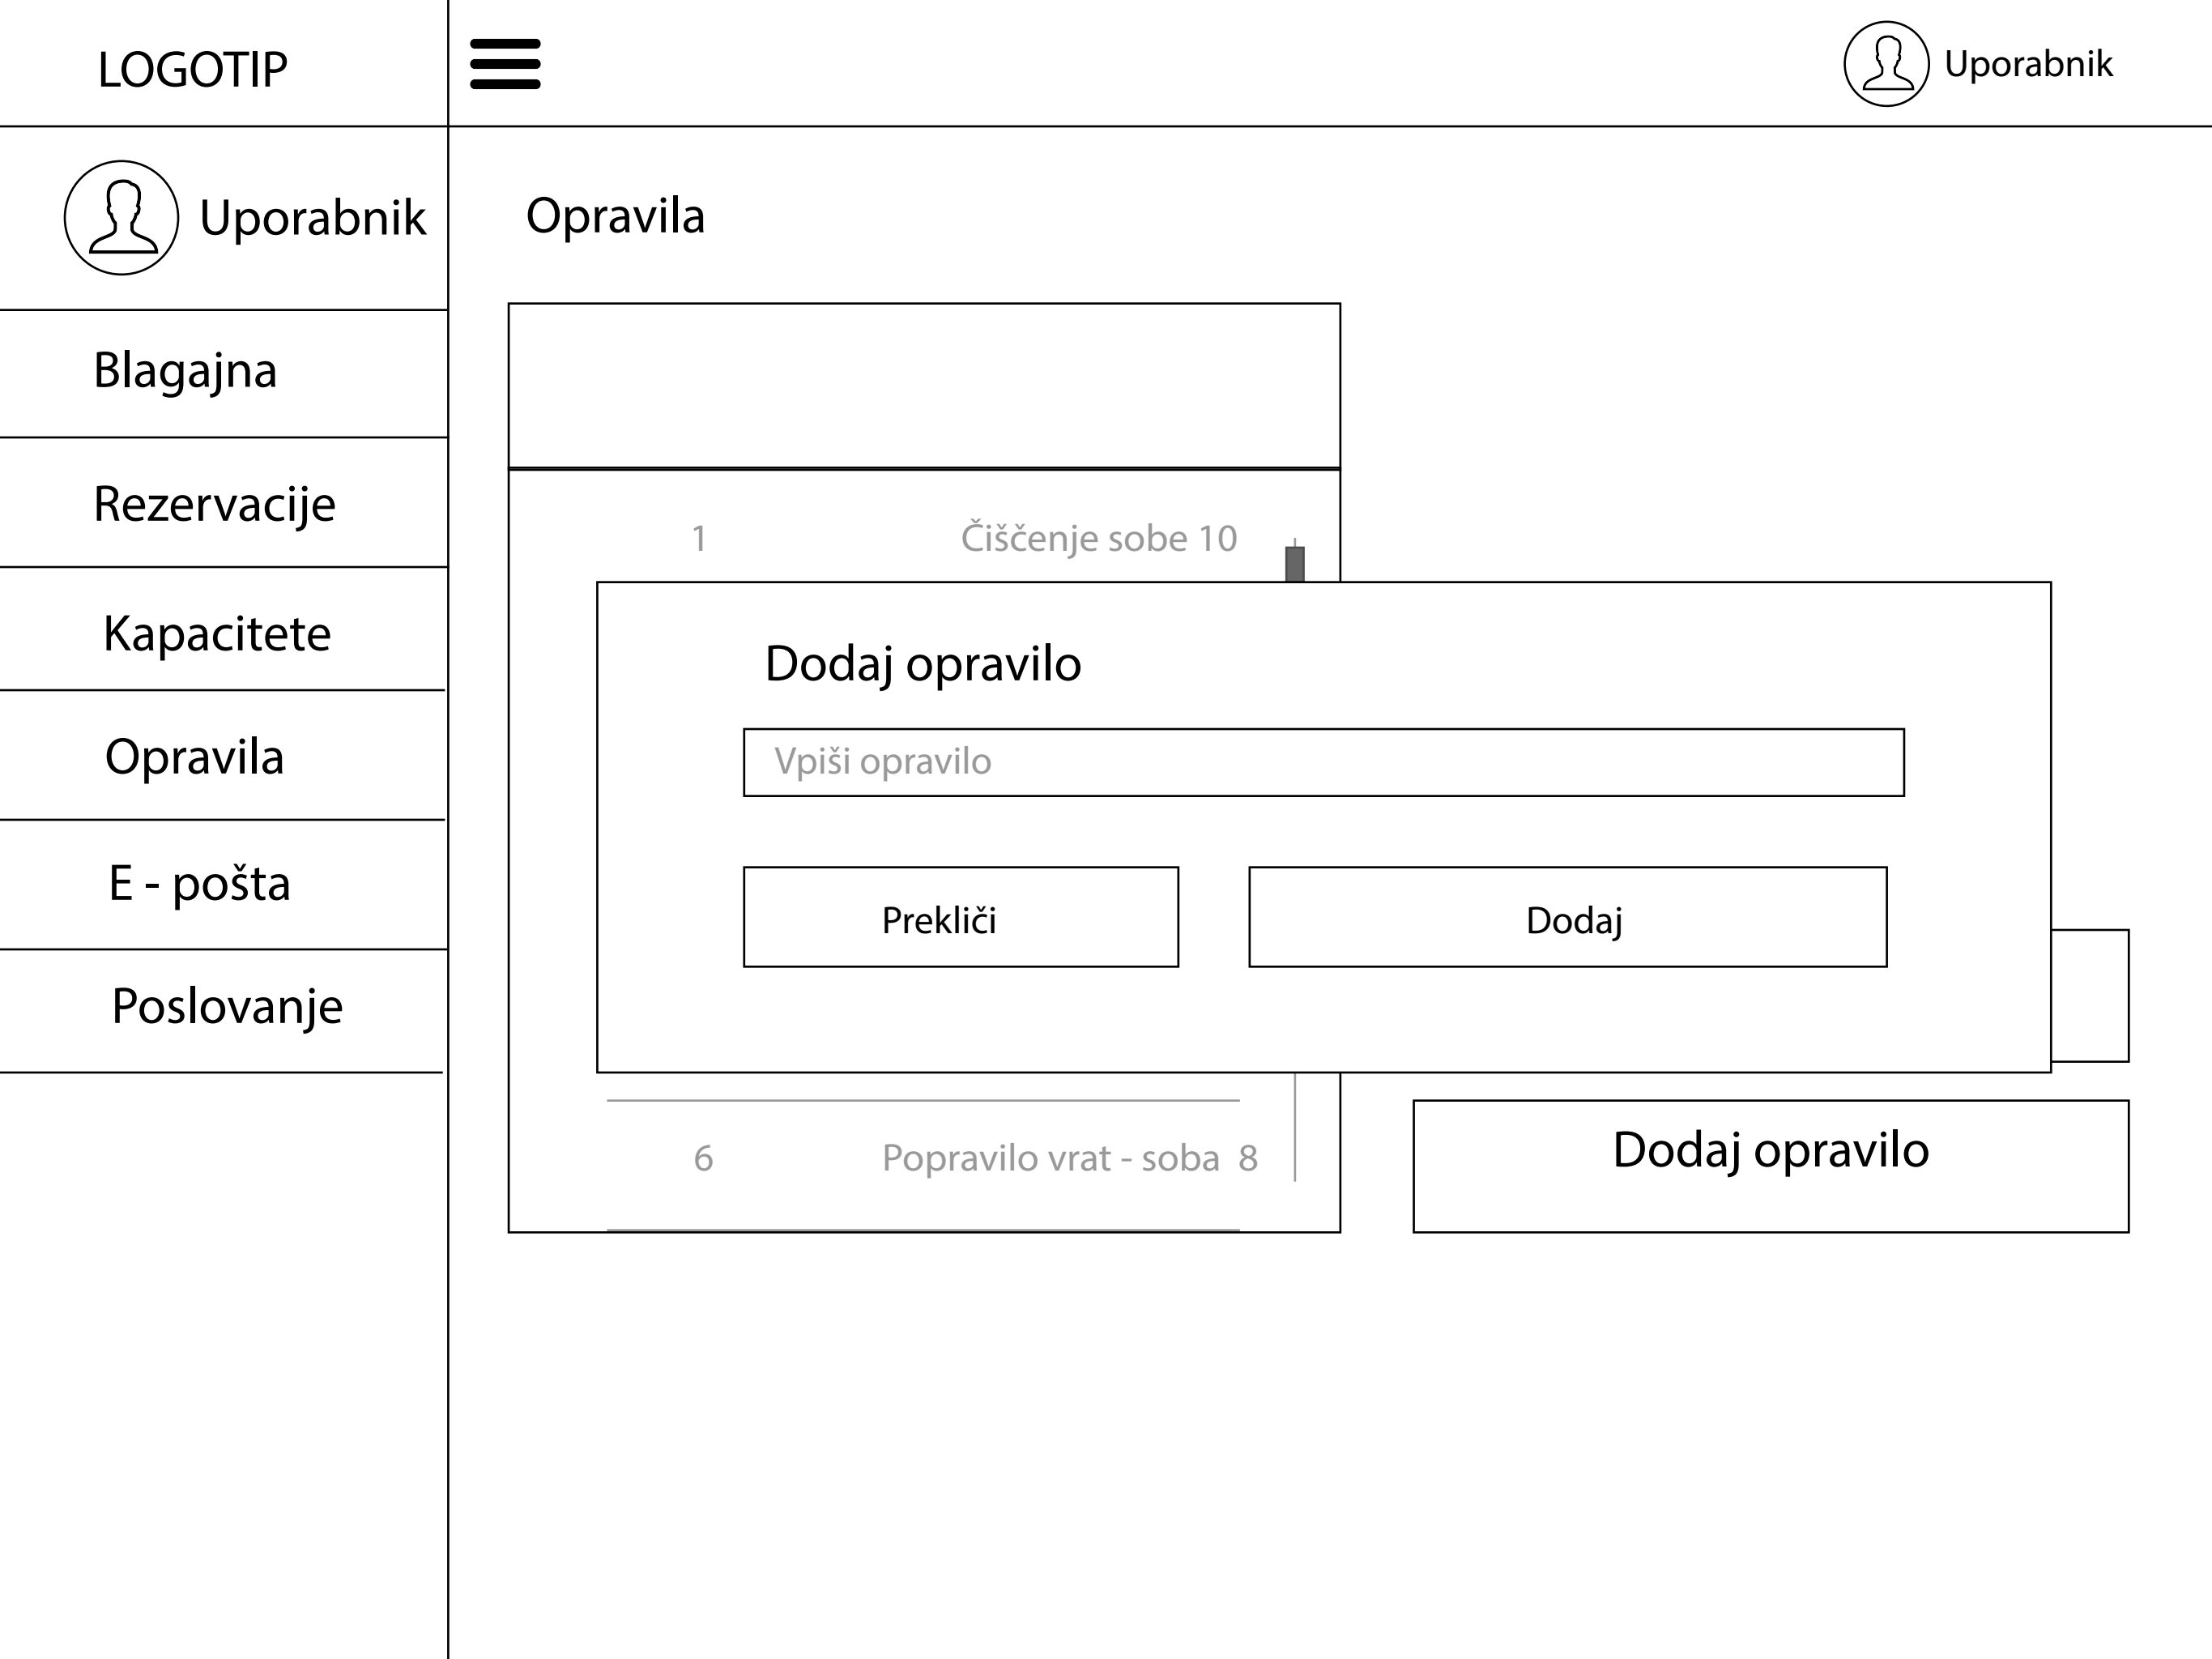 LOGOTIP
Uporabnik
Uporabnik
Blagajna
Rezervacije
Kapacitete
Opravila
E - pošta
Poslovanje
Opravila
1 Čiščenje sobe 10
Dodaj opravilo
Vpiši opravilo
Prekliči Dodaj
6 Popravilo vrat - soba 8
Dodaj opravilo